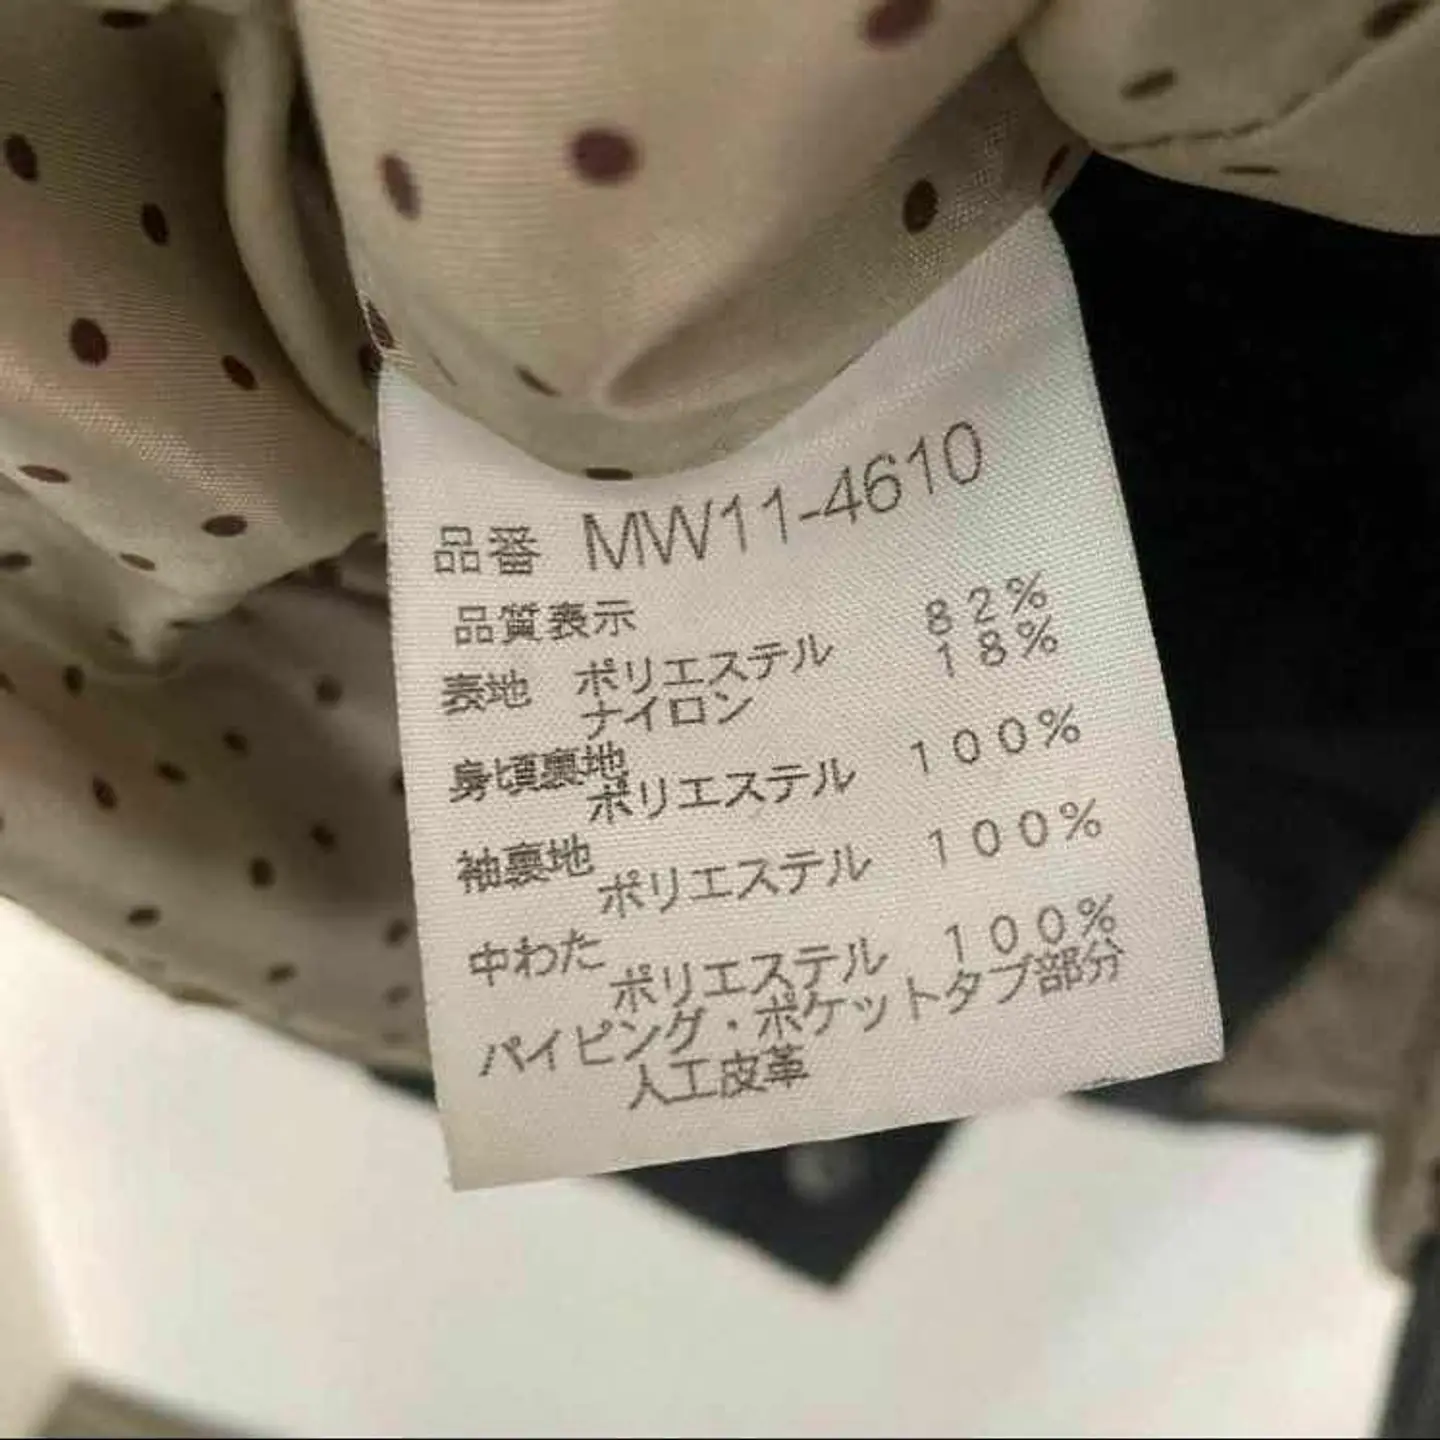 品番 MW11-4610
品質表示
表地 ポリエステル 82%
ナイロン 18%
身頃裏地
ポリエステル 100%
袖裏地
ポリエステル 100%
中わた
ポリエステル 100%
パイピング・ポケットタブ部分
人工皮革